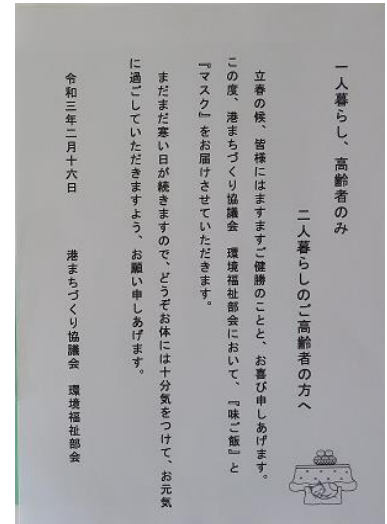 一人暮らし、高齢者のみ
二人暮らしのご高齢者の方へ
立春の候、皆様にはますますご健勝のことと、お喜び申しあげます。
この度、港まちづくり協議会　環境福祉部会において、『味ご飯』と
『マスク』をお届けさせていただきます。
まだまだ寒い日が続きますので、どうぞお体には十分気をつけて、お元気
に過ごしていただきますよう、お願い申しあげます。
令和三年二月十六日
港まちづくり協議会　環境福祉部会